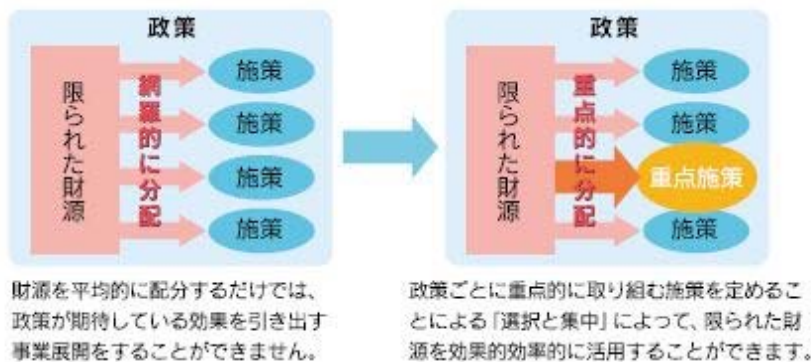 政策
限られた財源
網羅的に分配
施策
施策
施策
施策
財源を平均的に配分するだけでは、
政策が期待している効果を引き出す
事業展開をすることができません。
政策
限られた財源
重点的に分配
施策
施策
重点施策
施策
政策ごとに重点的に取り組む施策を定めるこ
とによる「選択と集中」によって、限られた財
源を効果的効率的に活用することができます。